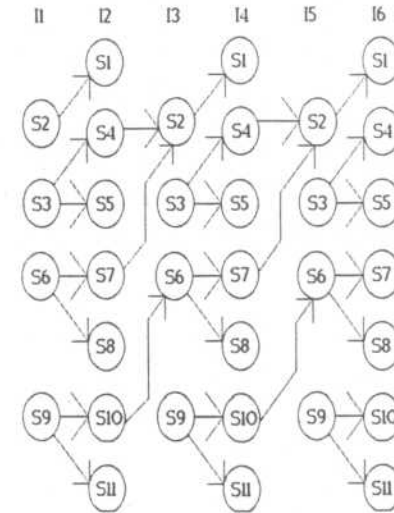 I1 I2 I3 I4 I5 I6
S1 S1 S1
S2 S4 S2 S4 S2 S4
S3 S5 S3 S5 S3 S5
S6 S7 S6 S7 S6 S7
S8 S8 S8
S9 S10 S9 S10 S9 S10
S11 S11 S11